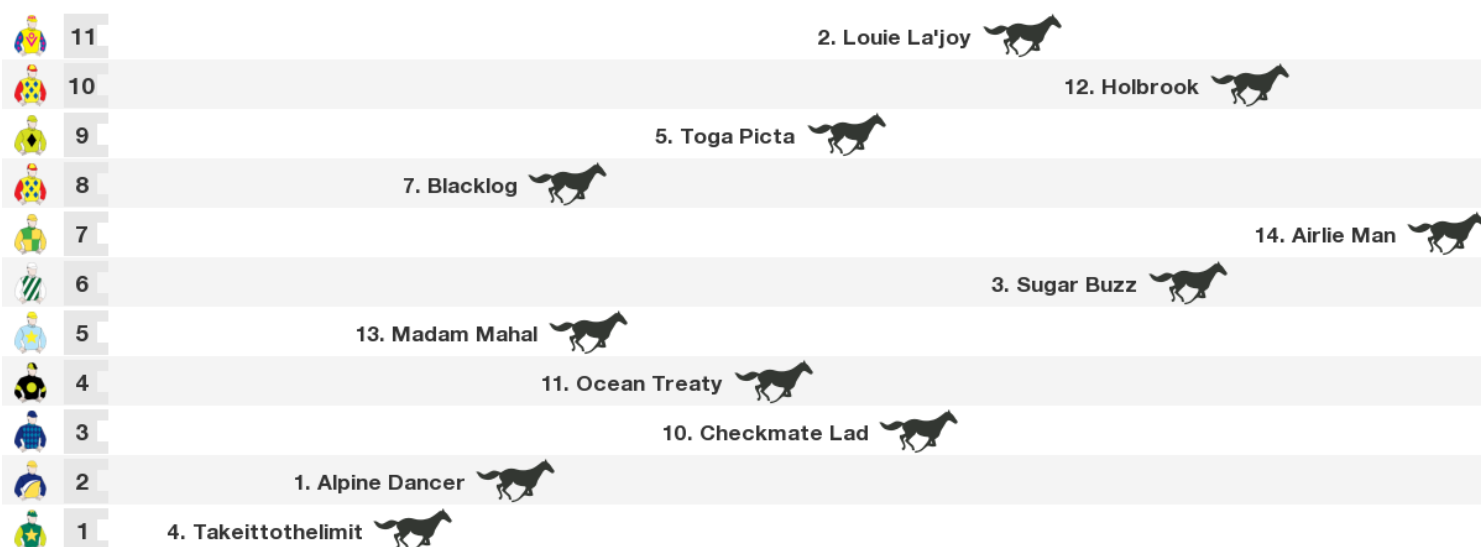 11 2. Louie La'joy
10 12. Holbrook
9 5. Toga Picta
8 7. Blacklog
7 14. Airlie Man
6 3. Sugar Buzz
5 13. Madam Mahal
4 11. Ocean Treaty
3 10. Checkmate Lad
2 1. Alpine Dancer
1 4. Takeittothelimit